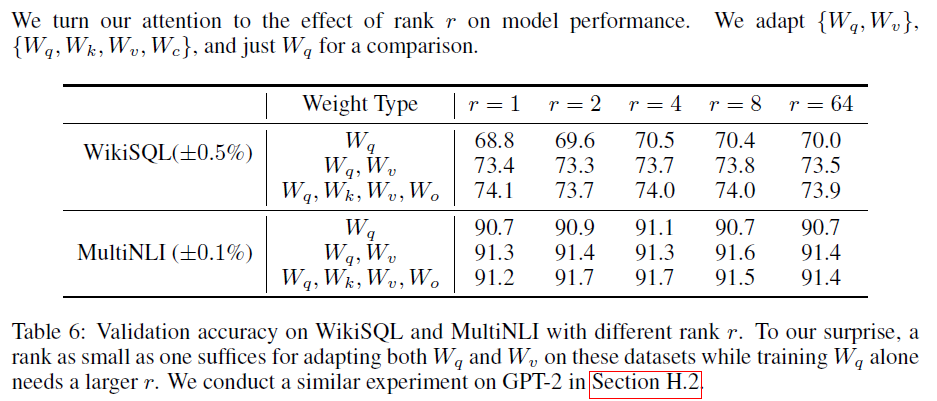 We turn our attention to the effect of rank r on model performance. We adapt {W_q, W_v},
{W_q, W_k, W_v, W_c}, and just W_q for a comparison.
Weight Type r = 1 r = 2 r = 4 r = 8 r = 64
W_q 68.8 69.6 70.5 70.4 70.0
WikiSQL(±0.5%) W_q, W_v 73.4 73.3 73.7 73.8 73.5
W_q, W_k, W_v, W_o 74.1 73.7 74.0 74.0 73.9
W_q 90.7 90.9 91.1 90.7 90.7
MultiNLI (±0.1%) W_q, W_v 91.3 91.4 91.3 91.6 91.4
W_q, W_k, W_v, W_o 91.2 91.7 91.7 91.5 91.4
Table 6: Validation accuracy on WikiSQL and MultiNLI with different rank r. To our surprise, a
rank as small as one suffices for adapting both W_q and W_v on these datasets while training W_q alone
needs a larger r. We conduct a similar experiment on GPT-2 in Section H.2.